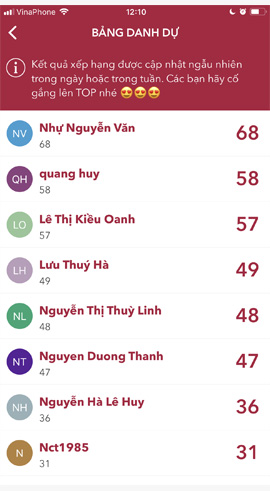 VinaPhone
12:10
BẢNG DANH DỰ
Kết quả xếp hạng được cập nhật ngẫu nhiên
trong ngày hoặc trong tuần. Các bạn hãy cố
gắng lên TOP nhé 😍😍😍
NV
Nhự Nguyễn Văn
68
68
QH
quang huy
58
58
LO
Lê Thị Kiều Oanh
57
57
LH
Lưu Thuý Hà
49
49
NL
Nguyễn Thị Thuỳ Linh
48
48
NT
Nguyen Duong Thanh
47
47
NH
Nguyễn Hà Lê Huy
36
36
N
Nct1985
31
31